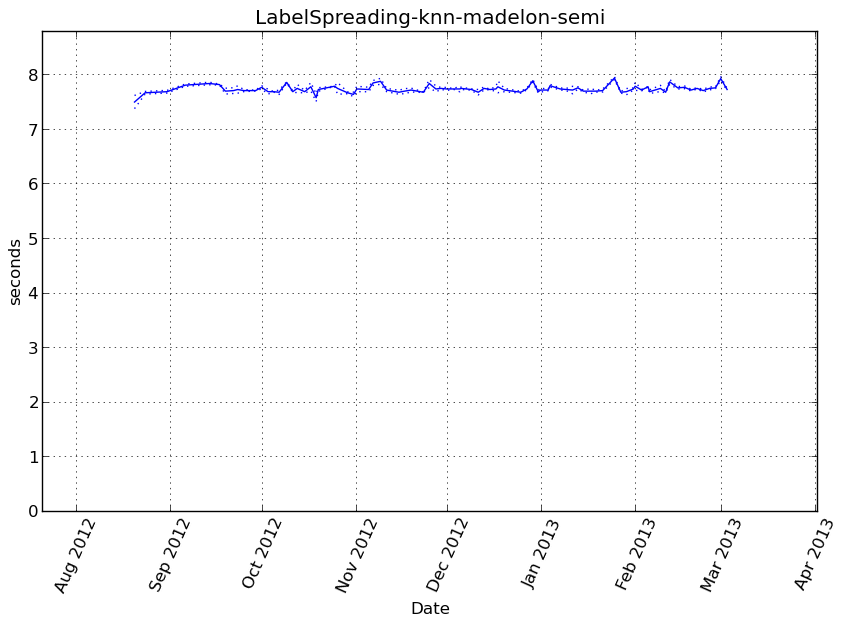 LabelSpreading-knn-madelon-semi
8
7
6
5
4
3
2
1
0
seconds
Aug 2012
Sep 2012
Oct 2012
Nov 2012
Dec 2012
Jan 2013
Feb 2013
Mar 2013
Apr 2013
Date